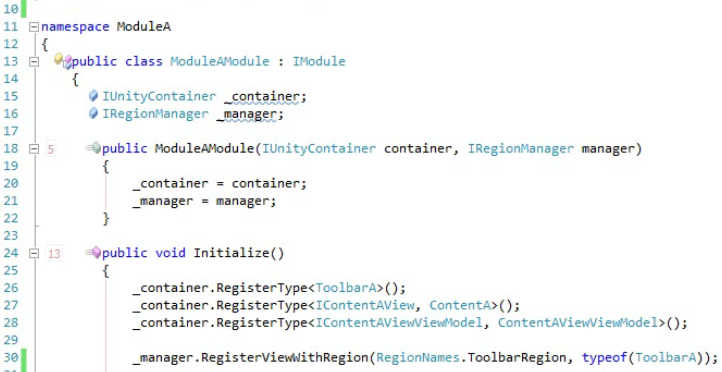 10
11 namespace ModuleA
12 {
13 public class ModuleAModule : IModule
14 {
15 IUnityContainer _container;
16 IRegionManager _manager;
17
18 5 public ModuleAModule(IUnityContainer container, IRegionManager manager)
19 {
20 _container = container;
21 _manager = manager;
22 }
23
24 13 public void Initialize()
25 {
26 _container.RegisterType<ToolbarA>();
27 _container.RegisterType<IContentAView, ContentA>();
28 _container.RegisterType<IContentAViewViewModel, ContentAViewViewModel>();
29
30 _manager.RegisterViewWithRegion(RegionNames.ToolbarRegion, typeof(ToolbarA));